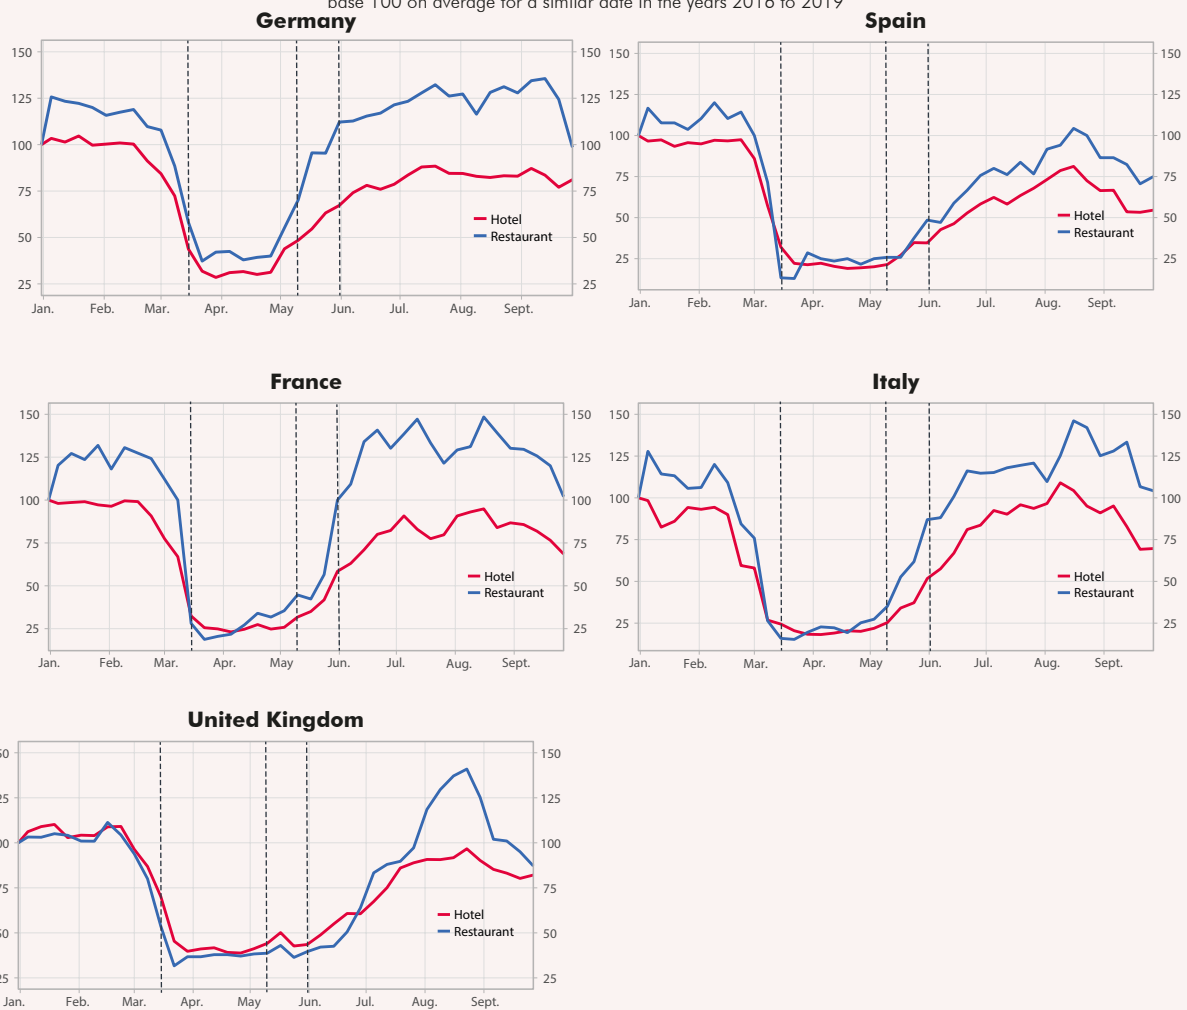 base 100 on average for a similar date in the years 2016 to 2019
Germany
150 150
125 125
100 100
75 75
50 50
25 25
Hotel
Restaurant
Jan. Feb. Mar. Apr. May Jun. Jul. Aug. Sept.
Spain
150 150
125 125
100 100
75 75
50 50
25 25
Hotel
Restaurant
Jan. Feb. Mar. Apr. May Jun. Jul. Aug. Sept.
France
150 150
125 125
100 100
75 75
50 50
25 25
Hotel
Restaurant
Jan. Feb. Mar. Apr. May Jun. Jul. Aug. Sept.
Italy
150 150
125 125
100 100
75 75
50 50
25 25
Hotel
Restaurant
Jan. Feb. Mar. Apr. May Jun. Jul. Aug. Sept.
United Kingdom
50 150
25 125
00 100
75 75
50 50
25 25
Hotel
Restaurant
Jan. Feb. Mar. Apr. May Jun. Jul. Aug. Sept.